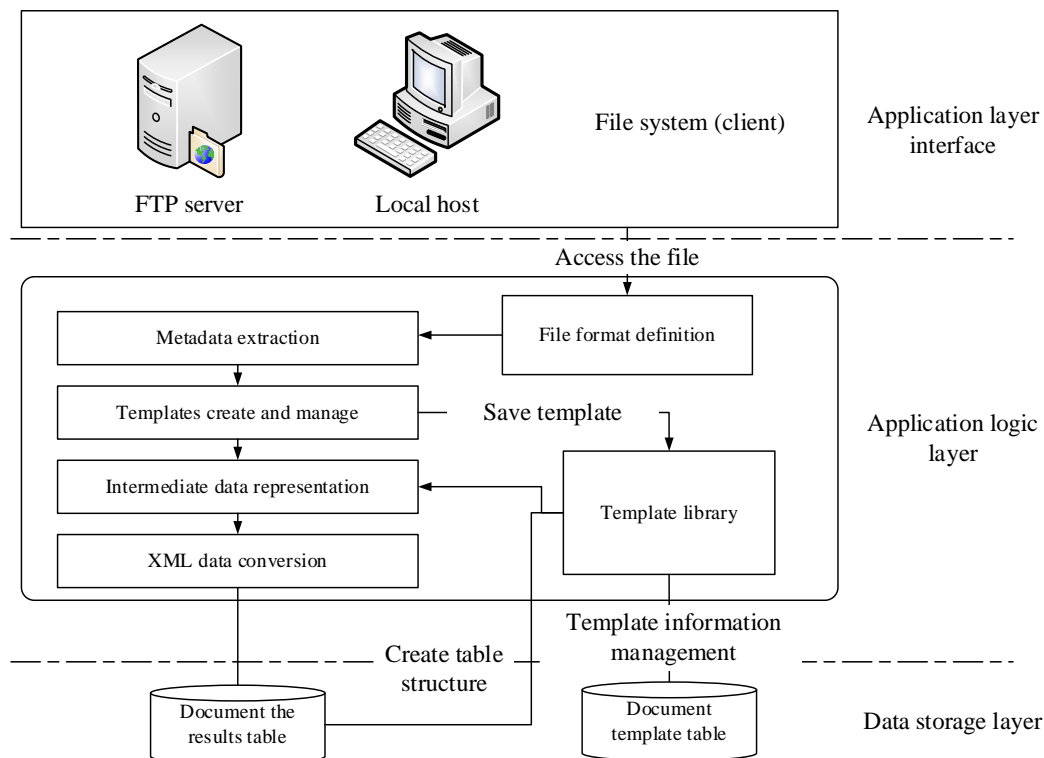 File system (client)
FTP server
Local host
Application layer
interface
Access the file
Metadata extraction
File format definition
Templates create and manage
Save template
Intermediate data representation
Template library
XML data conversion
Application logic
layer
Template information
management
Create table
structure
Document the
results table
Document
template table
Data storage layer